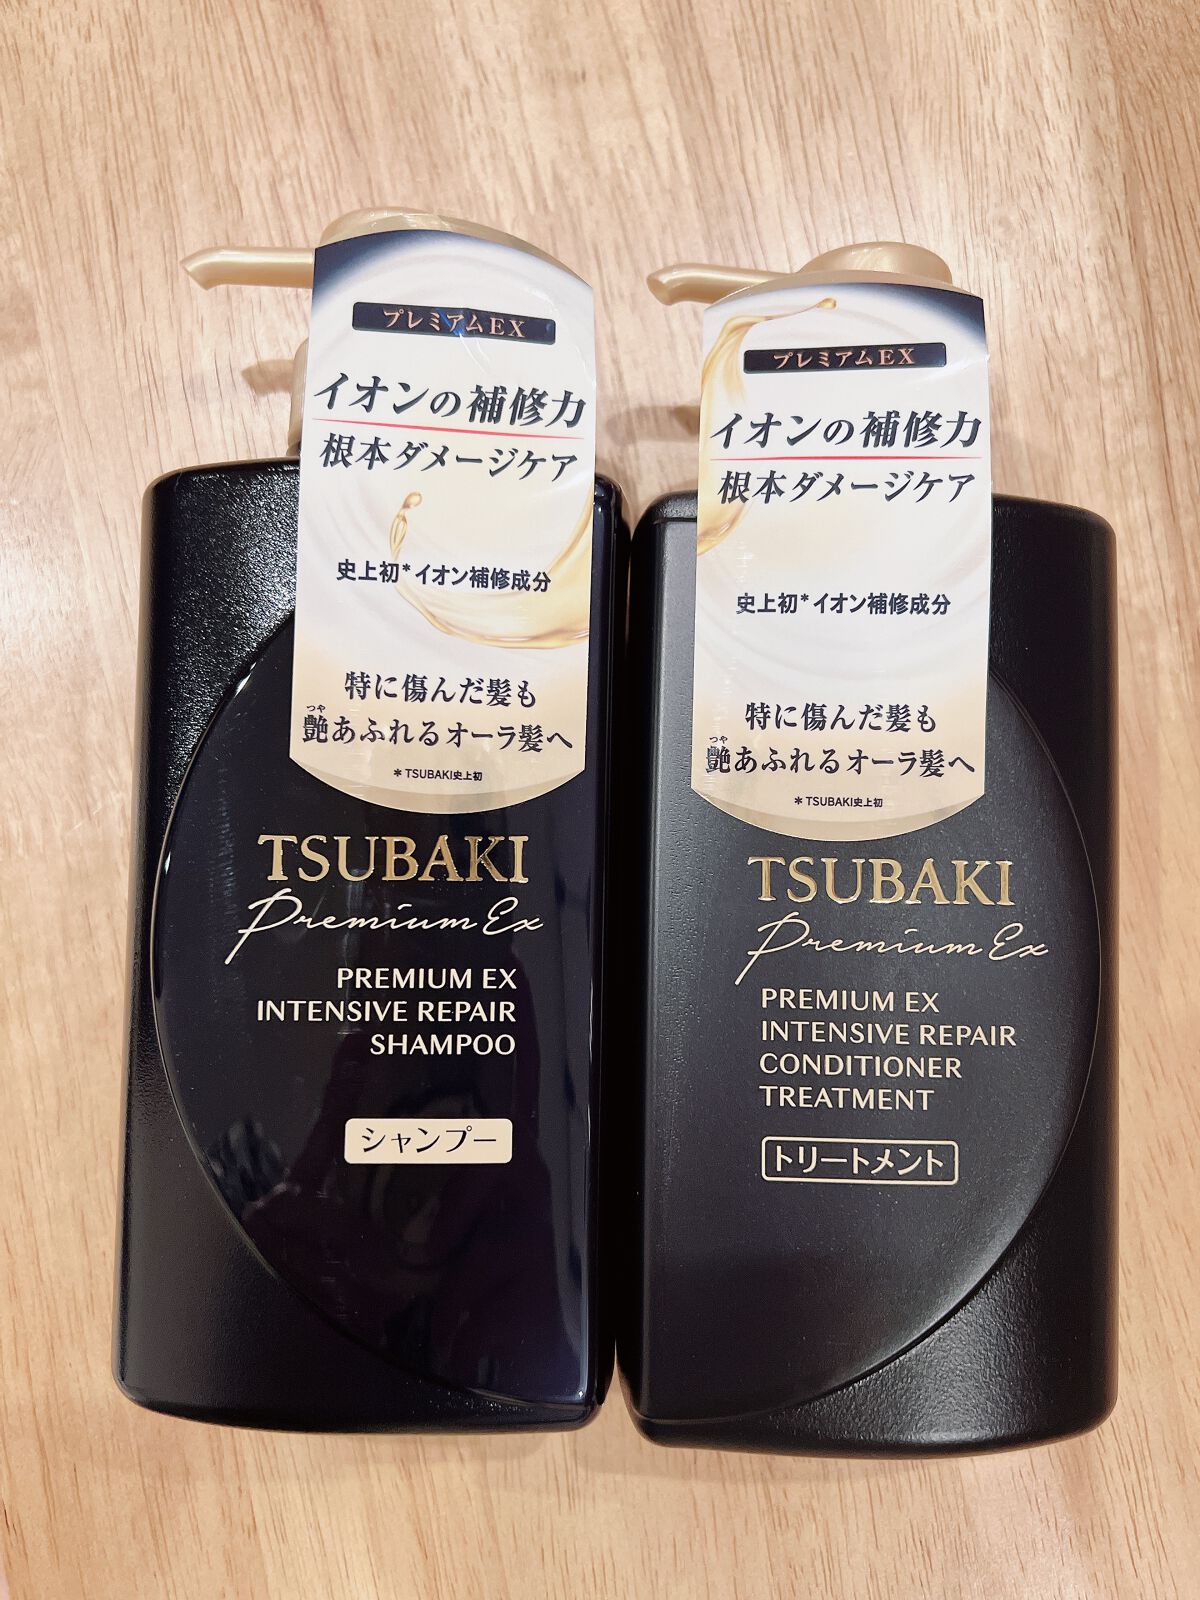 プレミアムEX
イオンの補修力
根本ダメージケア
史上初*イオン補修成分
特に傷んだ髪も
つや
艶あふれるオーラ髪へ
*TSUBAKI史上初
TSUBAKI
Premium Ex
PREMIUM EX
INTENSIVE REPAIR
SHAMPOO
シャンプー
プレミアムEX
イオンの補修力
根本ダメージケア
史上初*イオン補修成分
特に傷んだ髪も
つや
艶あふれるオーラ髪へ
*TSUBAKI史上初
TSUBAKI
Premium Ex
PREMIUM EX
INTENSIVE REPAIR
CONDITIONER
TREATMENT
トリートメント